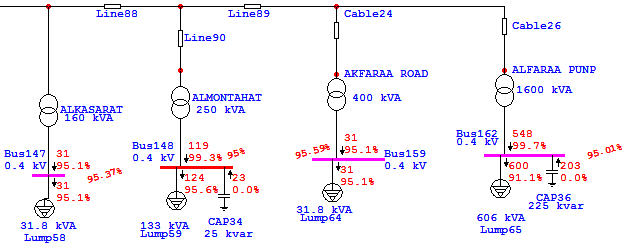 Line88
Line89
Cable24
Cable26
Line90
ALKASARAT
160 kVA
ALMONTAHAT
250 kVA
AKFARAA ROAD
400 kVA
ALFARAA PUNP
1600 kVA
Bus147
0.4 kV
31
95.1%
95.37%
31
95.1%
31.8 kVA
Lump58
Bus148
0.4 kV
119
99.3%
95%
124
95.6%
23
0.0%
133 kVA
Lump59
CAP34
25 kvar
95.59%
31
95.1%
Bus159
0.4 kV
31
95.1%
31.8 kVA
Lump64
Bus162
0.4 kV
548
99.7%
95.01%
600
91.1%
203
0.0%
606 kVA
Lump65
CAP36
225 kvar